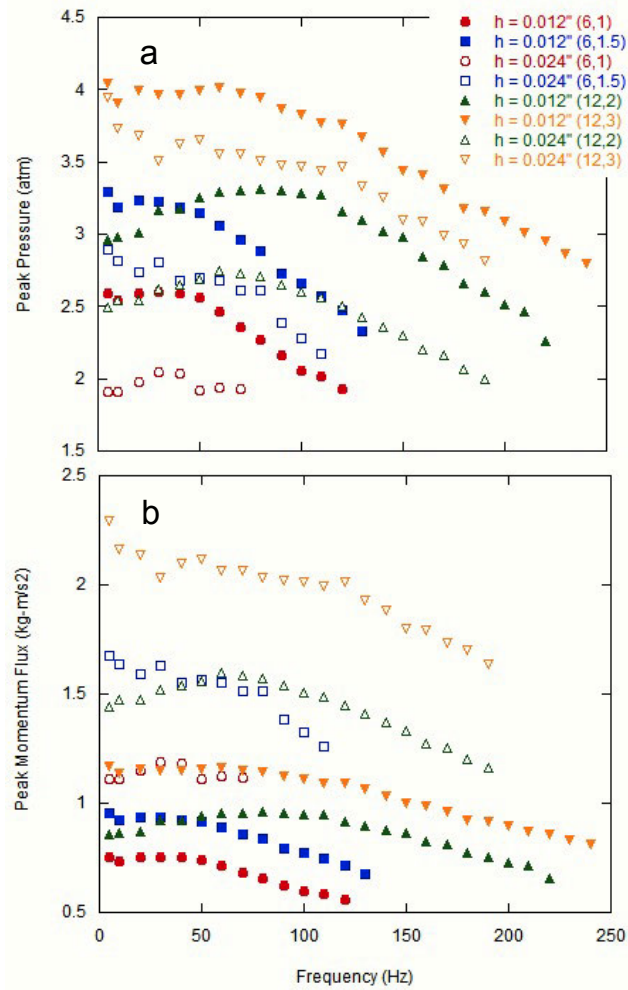 4.5
4
3.5
3
2.5
2
1.5
Peak Pressure (atm)
a
h = 0.012" (6,1)
h = 0.012" (6,1.5)
h = 0.024" (6,1)
h = 0.024" (6,1.5)
h = 0.012" (12,2)
h = 0.012" (12,3)
h = 0.024" (12,2)
h = 0.024" (12,3)
2.5
2
1.5
1
0.5
Peak Momentum Flux (kg-m/s2)
b
0 50 100 150 200 250
Frequency (Hz)